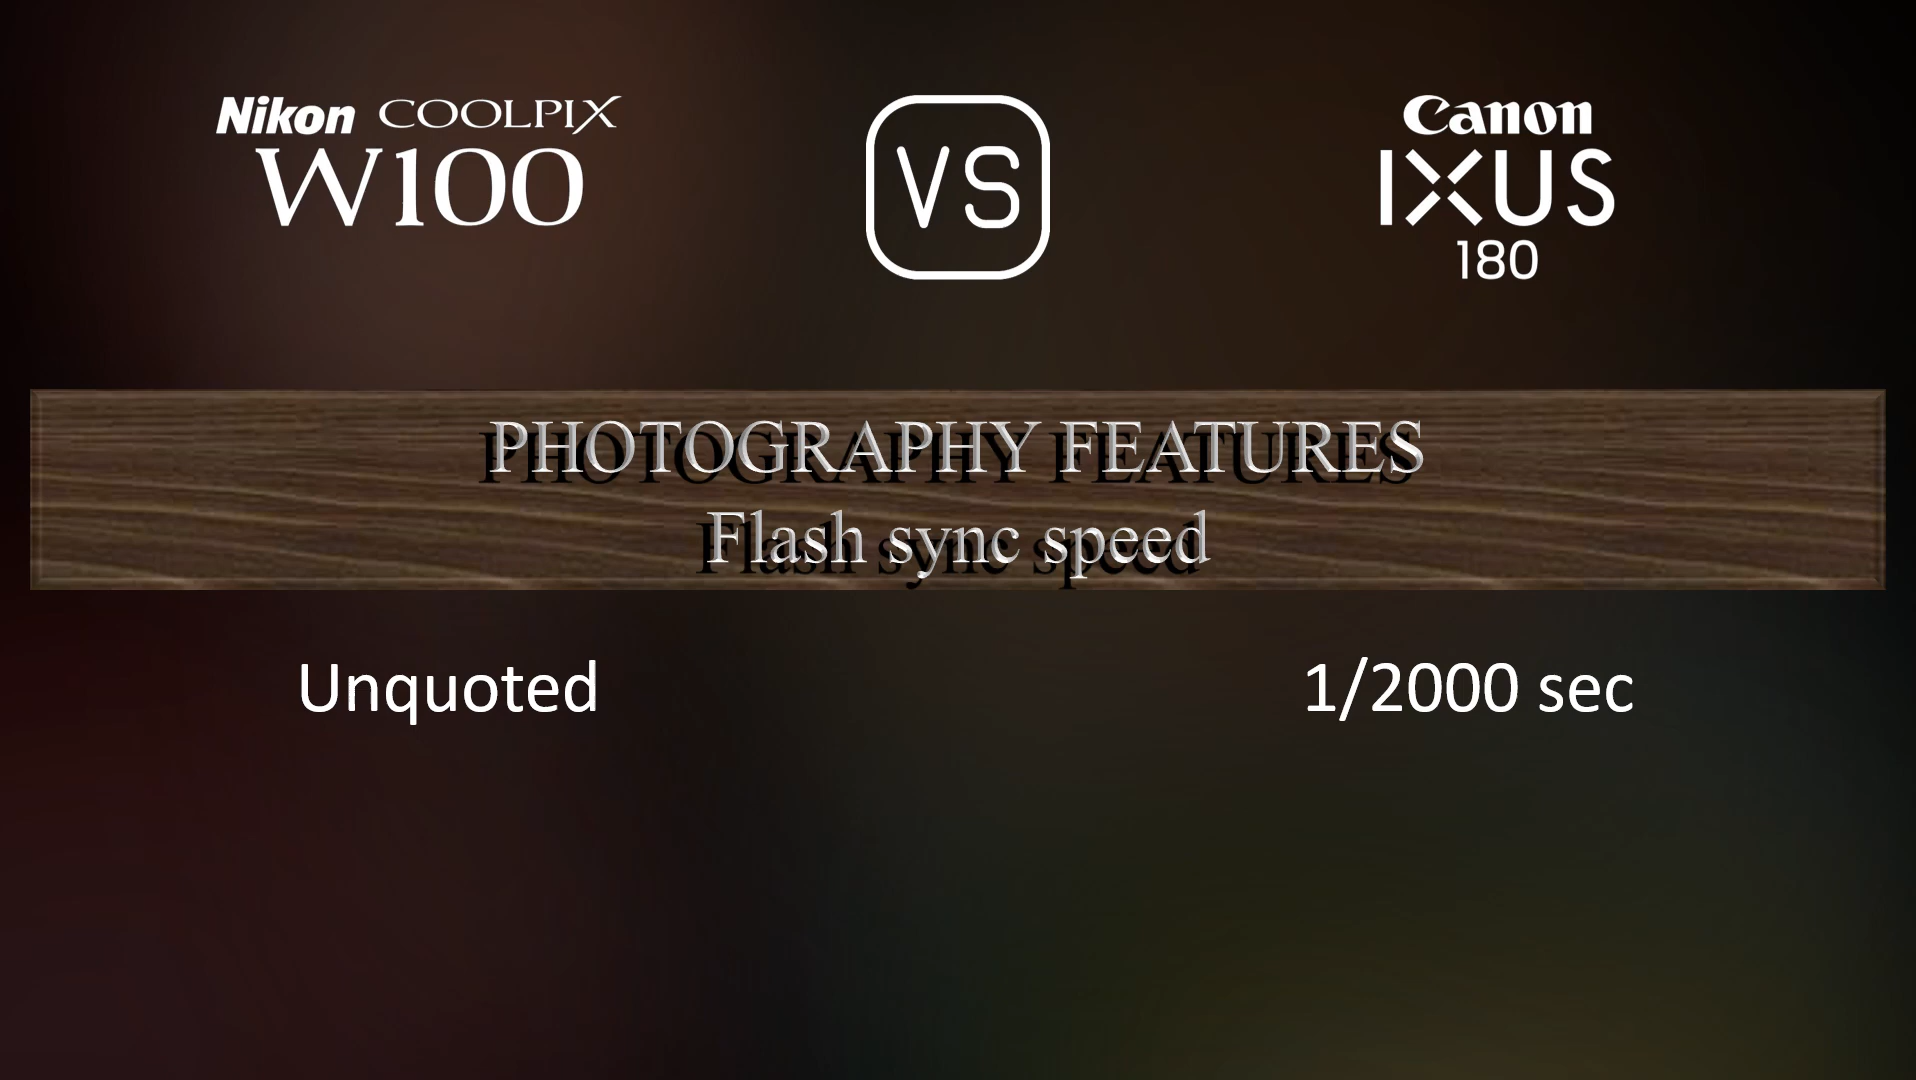 Nikon COOLPIX
W100
VS
Canon
IXUS
180
PHOTOGRAPHY FEATURES
Flash sync speed
Unquoted
1/2000 sec